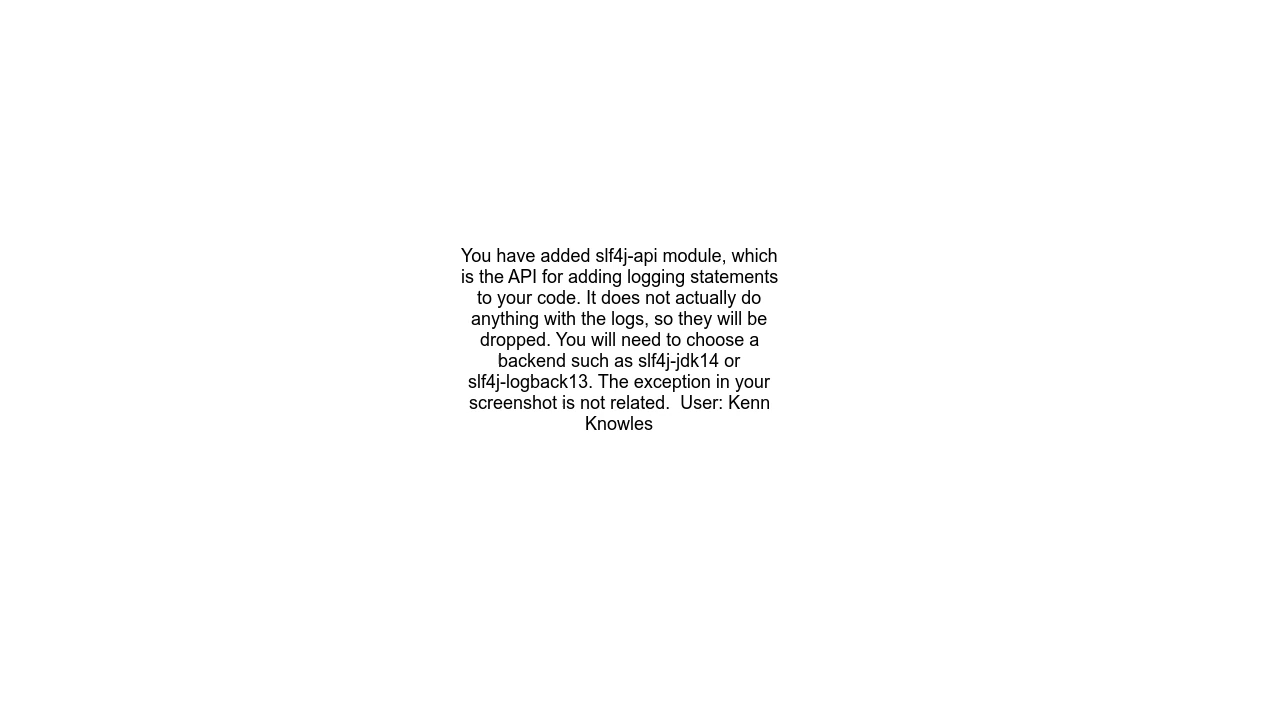 You have added slf4j-api module, which
is the API for adding logging statements
to your code. It does not actually do
anything with the logs, so they will be
dropped. You will need to choose a
backend such as slf4j-jdk14 or
slf4j-logback13. The exception in your
screenshot is not related.  User: Kenn
Knowles